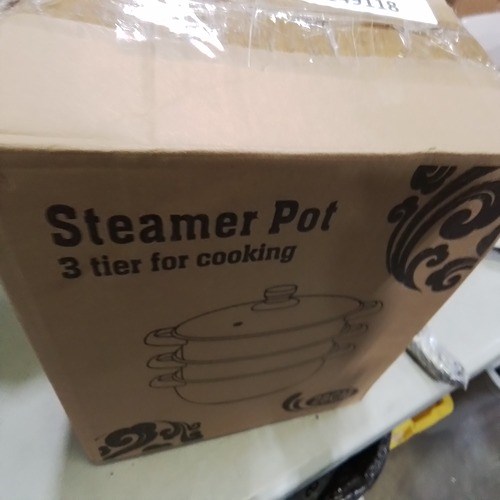 Steamer Pot
3 tier for cooking